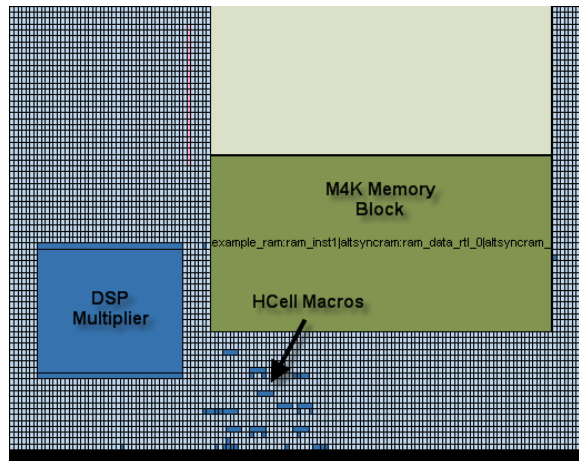 M4K Memory
Block
example_ram:ram_inst1|altsyncram:ram_data_rtl_0|altsyncram_
DSP
Multiplier
HCell Macros